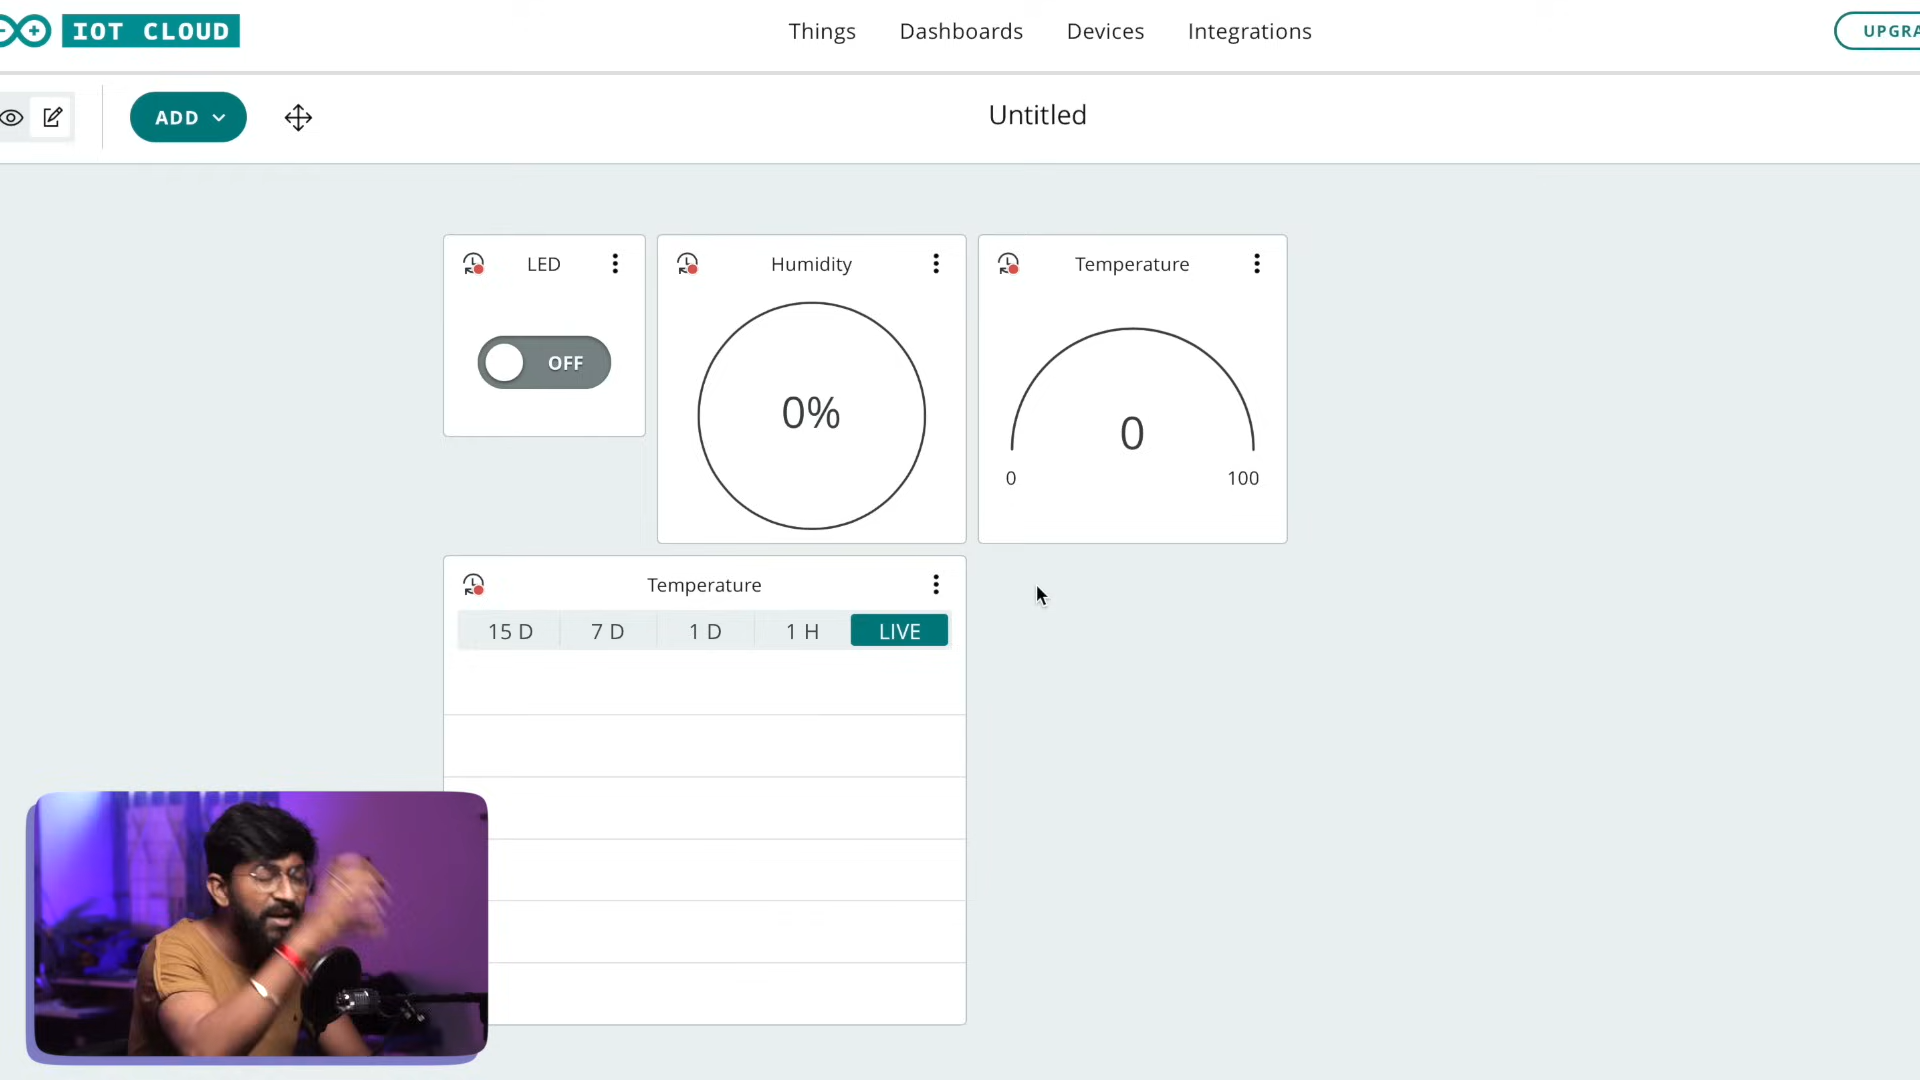 IOT CLOUD
Things
Dashboards
Devices
Integrations
UPGRA
ADD
Untitled
LED
OFF
Humidity
0%
Temperature
0
0
100
Temperature
15 D
7 D
1 D
1 H
LIVE